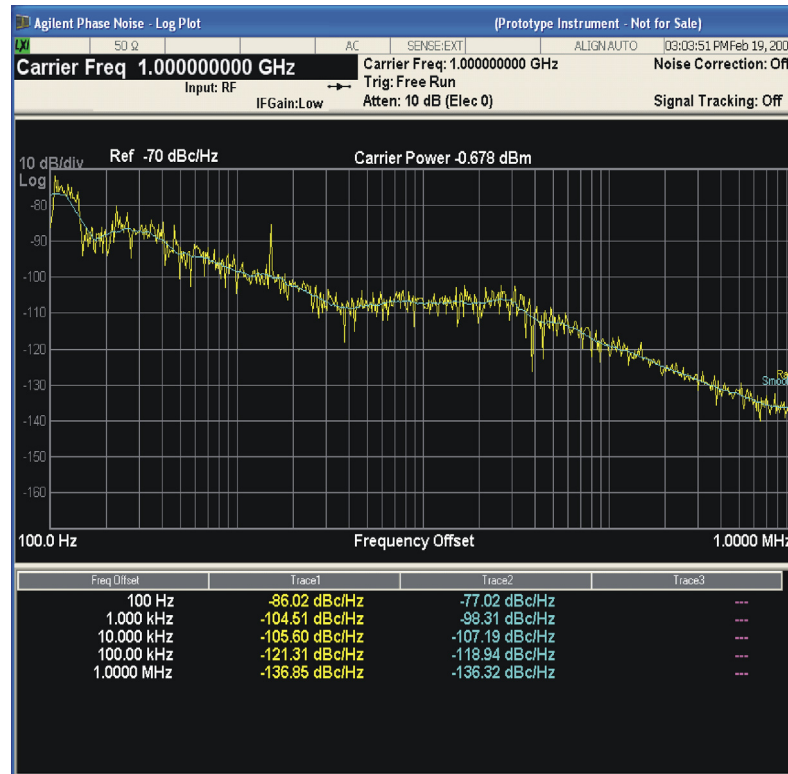 Agilent Phase Noise - Log Plot (Prototype Instrument - Not for Sale)
LXI 50 Ω AC SENSE:EXT ALIGN AUTO 03:03:51 PM Feb 19, 200
Carrier Freq 1.000000000 GHz
Carrier Freq: 1.000000000 GHz
Noise Correction: Off
Trig: Free Run
Input: RF
IFGain:Low
Atten: 10 dB (Elec 0)
Signal Tracking: Off
10 dB/div
Ref -70 dBc/Hz
Carrier Power -0.678 dBm
Log
-80
-90
-100
-110
-120
-130
-140
-150
-160
100.0 Hz
Frequency Offset
1.0000 MHz
Freq Offset Trace1 Trace2 Trace3
100 Hz -86.02 dBc/Hz -77.02 dBc/Hz ---
1.000 kHz -104.51 dBc/Hz -98.31 dBc/Hz ---
10.000 kHz -105.60 dBc/Hz -107.19 dBc/Hz ---
100.00 kHz -121.31 dBc/Hz -118.94 dBc/Hz ---
1.0000 MHz -136.85 dBc/Hz -136.32 dBc/Hz ---